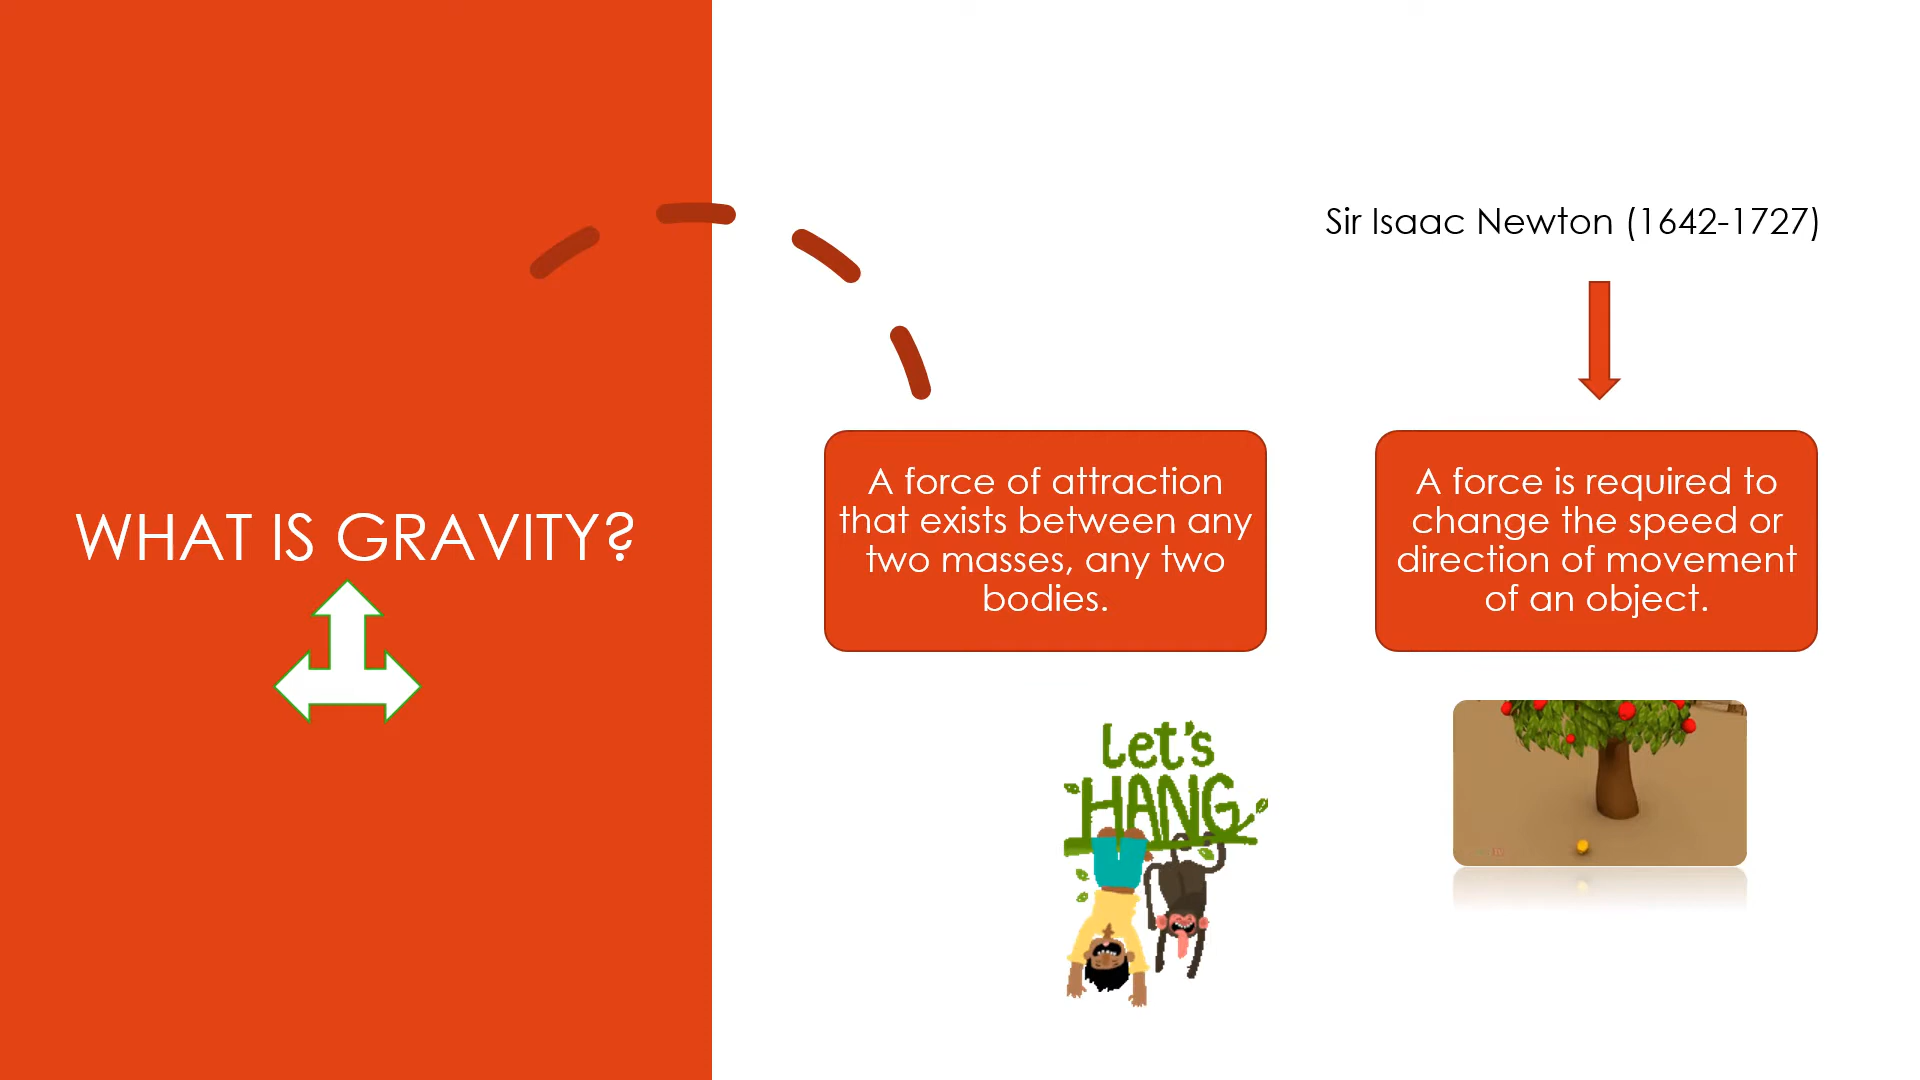 WHAT IS GRAVITY?
Sir Isaac Newton (1642-1727)
A force of attraction
that exists between any
two masses, any two
bodies.
A force is required to
change the speed or
direction of movement
of an object.
Let's
HANG